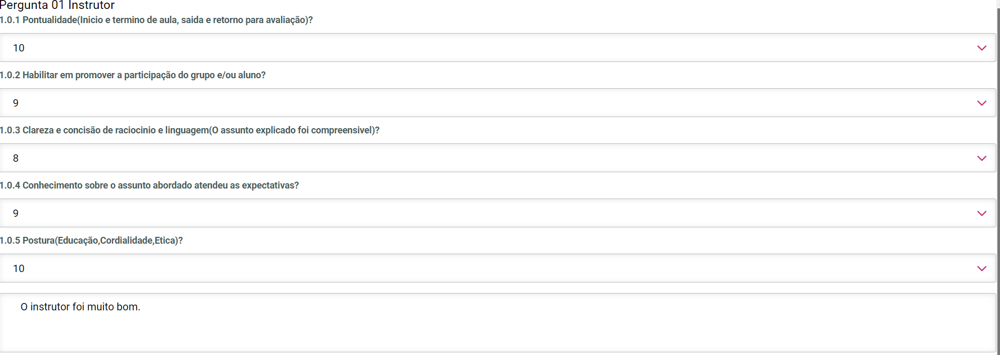 Pergunta 01 Instrutor
1.0.1 Pontualidade(Inicio e termino de aula, saida e retorno para avaliação)?
10
1.0.2 Habilitar em promover a participação do grupo e/ou aluno?
9
1.0.3 Clareza e concisão de raciocinio e linguagem(O assunto explicado foi compreensivel)?
8
1.0.4 Conhecimento sobre o assunto abordado atendeu as expectativas?
9
1.0.5 Postura(Educação,Cordialidade,Etica)?
10
O instrutor foi muito bom.